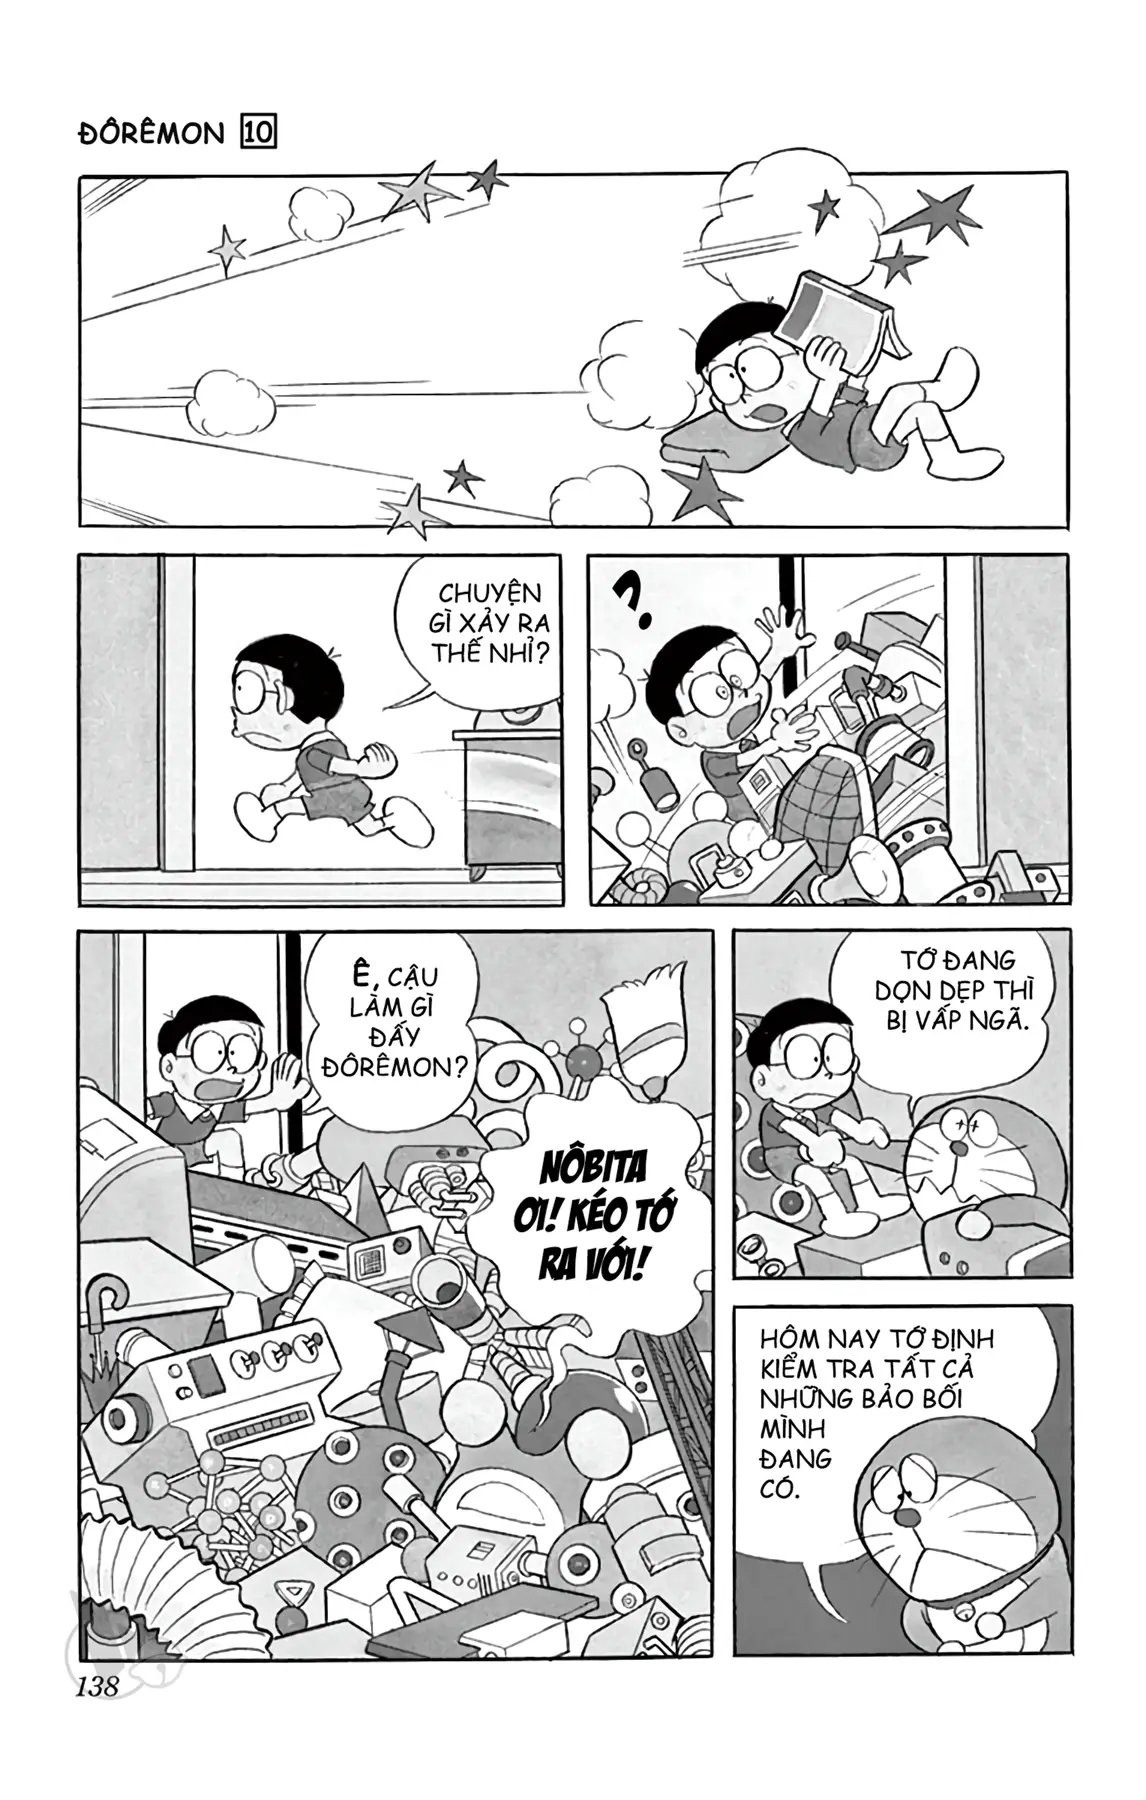 ĐÔRÊMON 10
CHUYỆN
GÌ XẢY RA
THẾ NHỈ?
?
Ê, CẬU
LÀM GÌ
ĐẤY
ĐÔRÊMON?
NÔBITA
ƠI! KÉO TỚ
RA VỚI!
TỚ ĐANG
DỌN DẸP THÌ
BỊ VẤP NGÃ.
HÔM NAY TỚ ĐỊNH
KIỂM TRA TẤT CẢ
NHỮNG BẢO BỐI
MÌNH
ĐANG
CÓ.
138